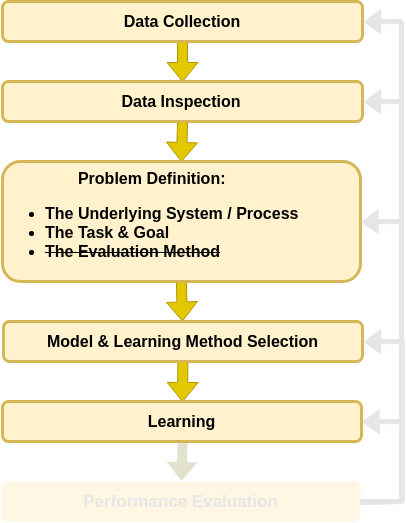 Data Collection
Data Inspection
Problem Definition:
• The Underlying System / Process
• The Task & Goal
• The Evaluation Method
Model & Learning Method Selection
Learning
Performance Evaluation